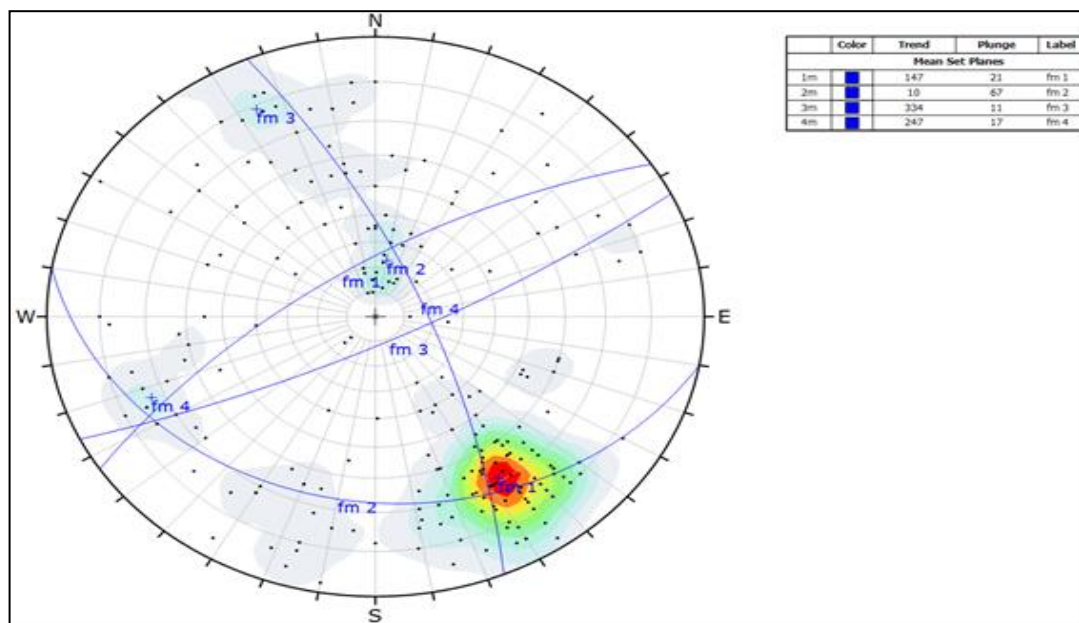 N
Color Trend Plunge Label
Mean Set Planes
1m 147 21 fm 1
2m 10 67 fm 2
3m 334 11 fm 3
4m 247 17 fm 4
fm 3
fm 2
fm 1
fm 4
W
E
fm 3
fm 4
fm 1
fm 2
S